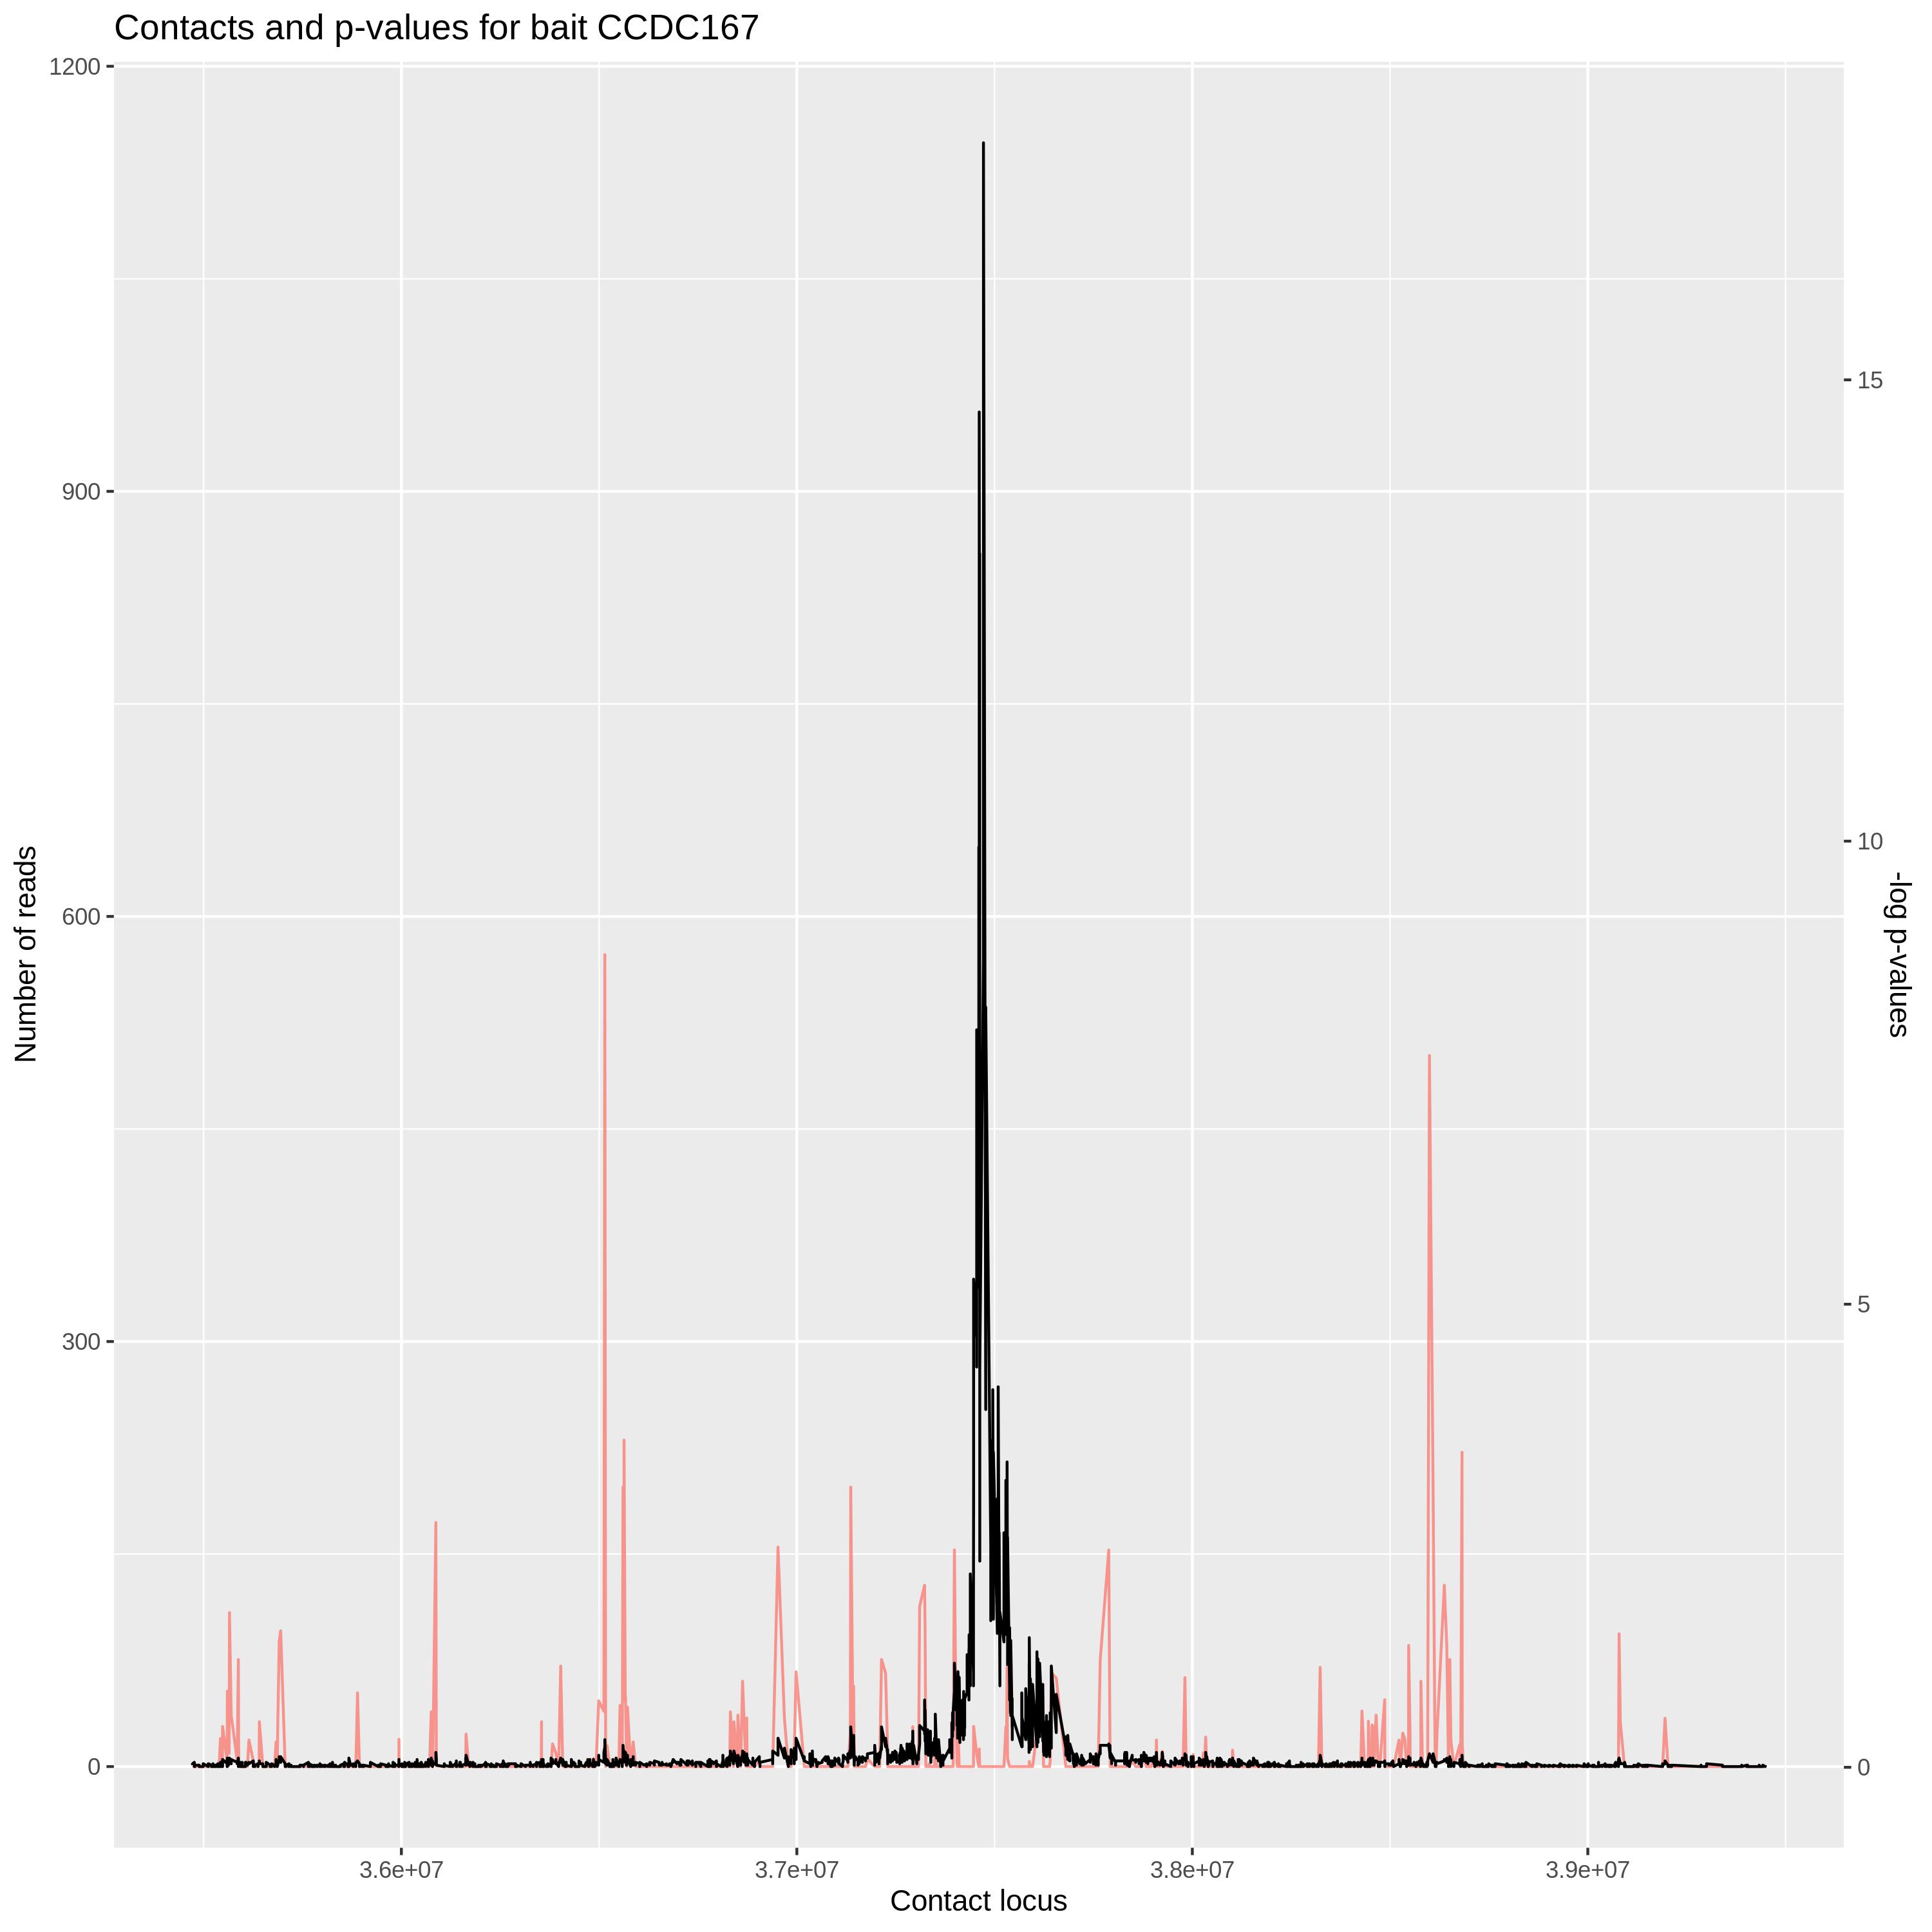 Contacts and p-values for bait CCDC167
1200
900
600
300
0
Number of reads
15
10
5
0
-log p-values
3.6e+07
3.7e+07
3.8e+07
3.9e+07
Contact locus